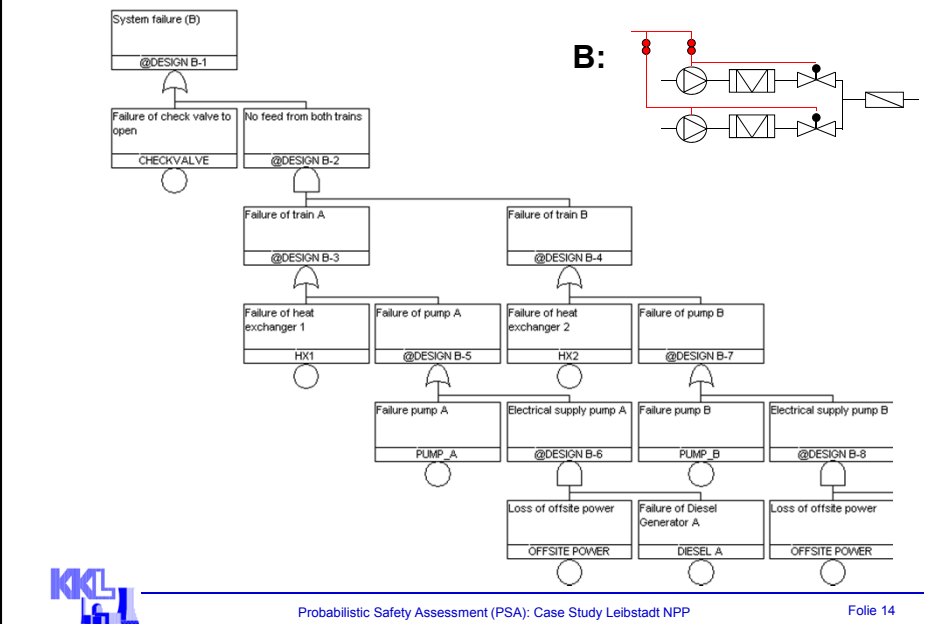 System failure (B)
@DESIGN B-1
B:
Failure of check valve to
open
CHECKVALVE
No feed from both trains
@DESIGN B-2
Failure of train A
@DESIGN B-3
Failure of train B
@DESIGN B-4
Failure of heat
exchanger 1
HX1
Failure of pump A
@DESIGN B-5
Failure of heat
exchanger 2
HX2
Failure of pump B
@DESIGN B-7
Failure pump A
PUMP_A
Electrical supply pump A
@DESIGN B-6
Failure pump B
PUMP_B
Electrical supply pump B
@DESIGN B-8
Loss of offsite power
OFFSITE POWER
Failure of Diesel
Generator A
DIESEL A
Loss of offsite power
OFFSITE POWER
KKL
Probabilistic Safety Assessment (PSA): Case Study Leibstadt NPP
Folie 14